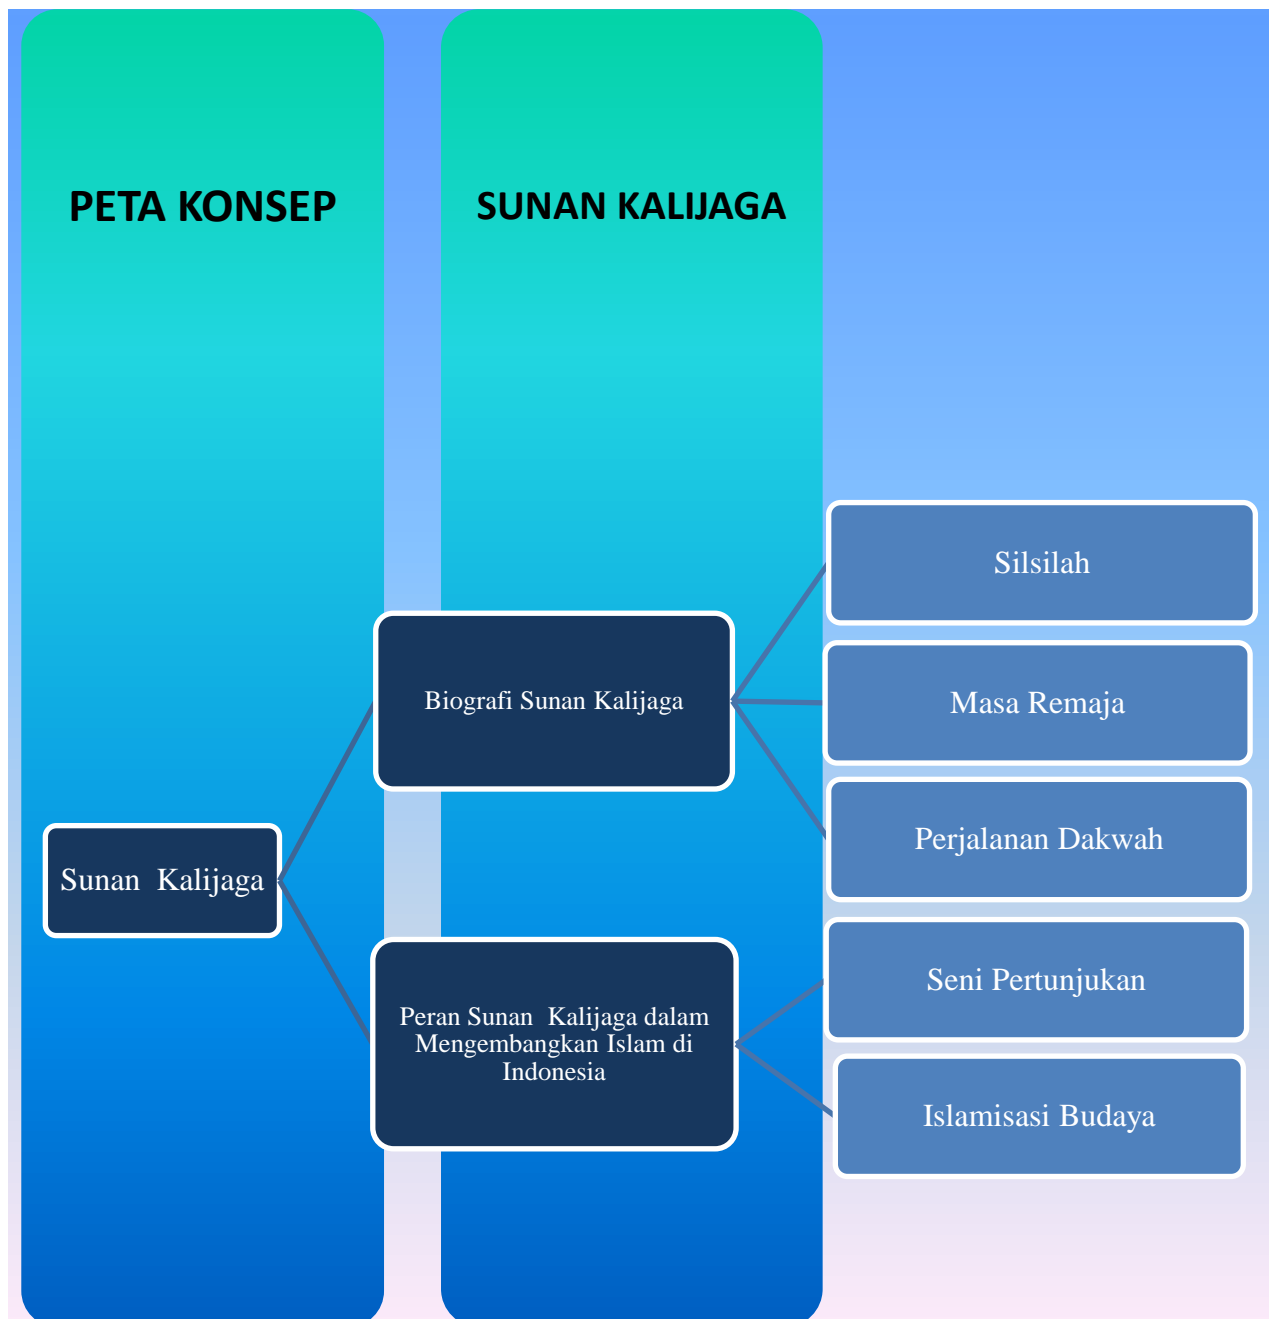 PETA KONSEP
SUNAN KALIJAGA
Sunan  Kalijaga
Biografi Sunan Kalijaga
Silsilah
Masa Remaja
Perjalanan Dakwah
Peran Sunan  Kalijaga dalam
Mengembangkan Islam di
Indonesia
Seni Pertunjukan
Islamisasi Budaya